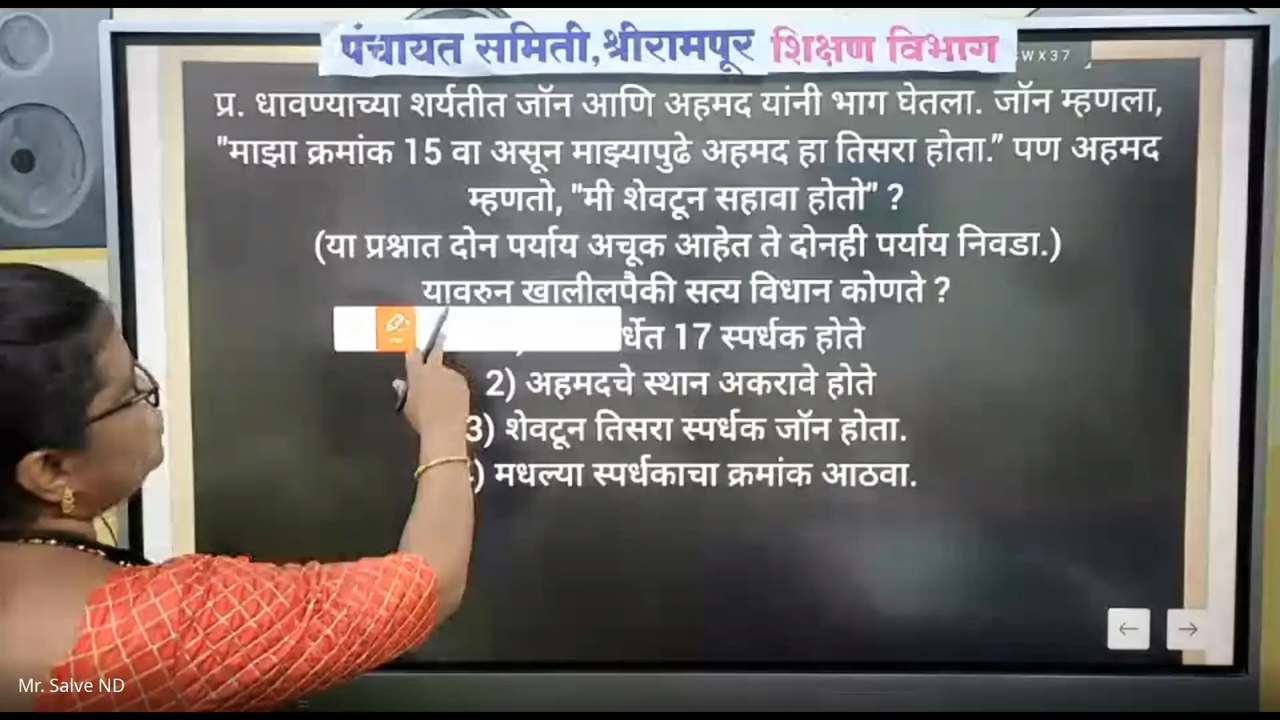 पंचायत समिती,श्रीरामपूर शिक्षण विभाग
WX37
प्र. धावण्याच्या शर्यतीत जॉन आणि अहमद यांनी भाग घेतला. जॉन म्हणला,
"माझा क्रमांक 15 वा असून माझ्यापुढे अहमद हा तिसरा होता." पण अहमद
म्हणतो, "मी शेवटून सहावा होतो" ?
(या प्रश्नात दोन पर्याय अचूक आहेत ते दोनही पर्याय निवडा.)
यावरुन खालीलपैकी सत्य विधान कोणते ?
17 स्पर्धक होते
2) अहमदचे स्थान अकरावे होते
3) शेवटून तिसरा स्पर्धक जॉन होता.
) मधल्या स्पर्धकाचा क्रमांक आठवा.
Mr. Salve ND